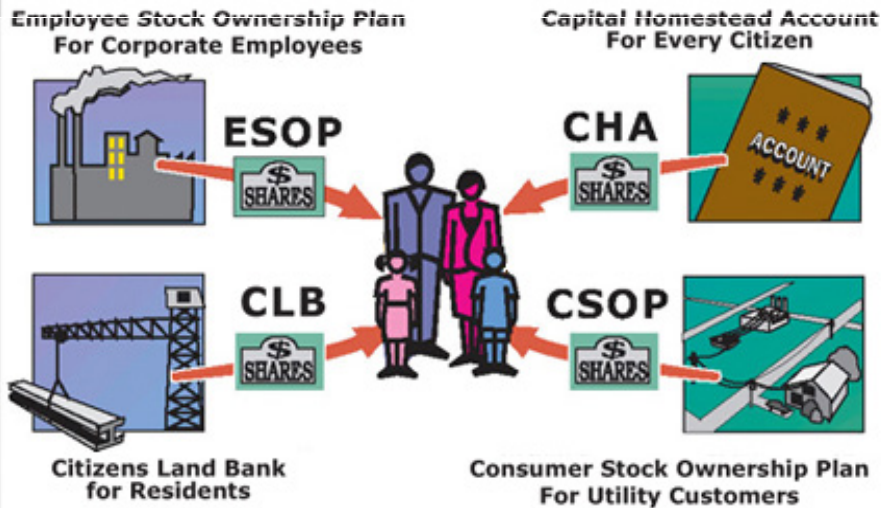 Employee Stock Ownership Plan
For Corporate Employees
Capital Homestead Account
For Every Citizen
ESOP
$
SHARES
CHA
$
SHARES
* * *
ACCOUNT
* * *
CLB
$
SHARES
CSOP
$
SHARES
Citizens Land Bank
for Residents
Consumer Stock Ownership Plan
For Utility Customers